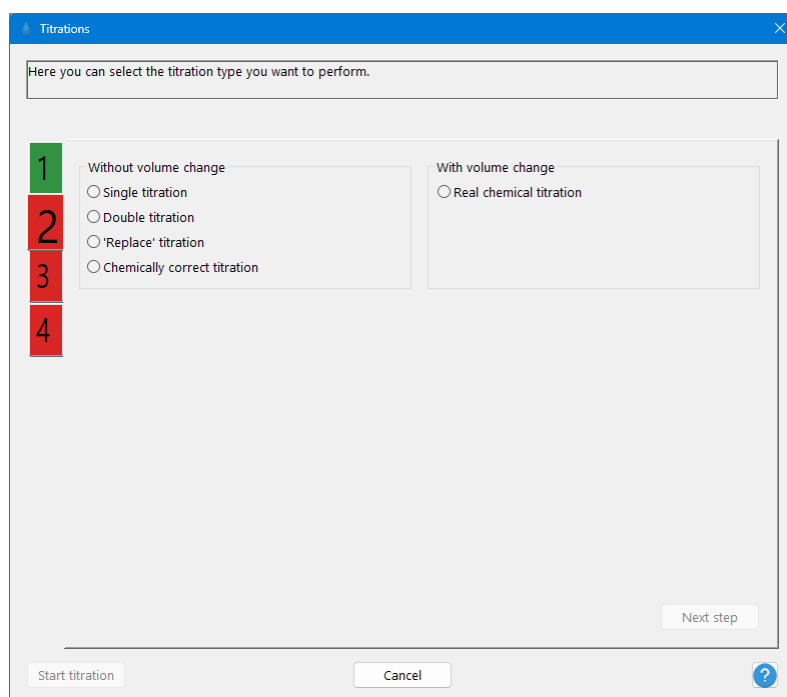 Titrations
Here you can select the titration type you want to perform.
1
2
3
4
Without volume change
Single titration
Double titration
'Replace' titration
Chemically correct titration
With volume change
Real chemical titration
Next step
Start titration
Cancel
?